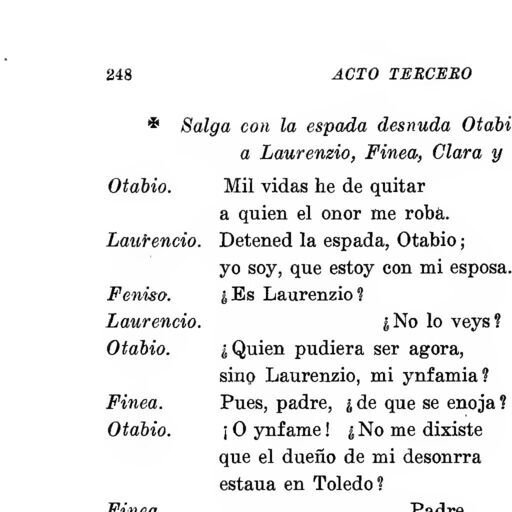 248 ACTO TERCERO
✠ Salga con la espada desnuda Otabi
a Laurenzio, Finea, Clara y
Otabio. Mil vidas he de quitar
a quien el onor me roba.
Laurencio. Detened la espada, Otabio;
yo soy, que estoy con mi esposa.
Feniso. ¿Es Laurenzio?
Laurencio. ¿No lo veys?
Otabio. ¿Quien pudiera ser agora,
sino Laurenzio, mi ynfamia?
Finea. Pues, padre, ¿de que se enoja?
Otabio. ¡O ynfame! ¿No me dixiste
que el dueño de mi desonrra
estaua en Toledo?
Finea. Padre